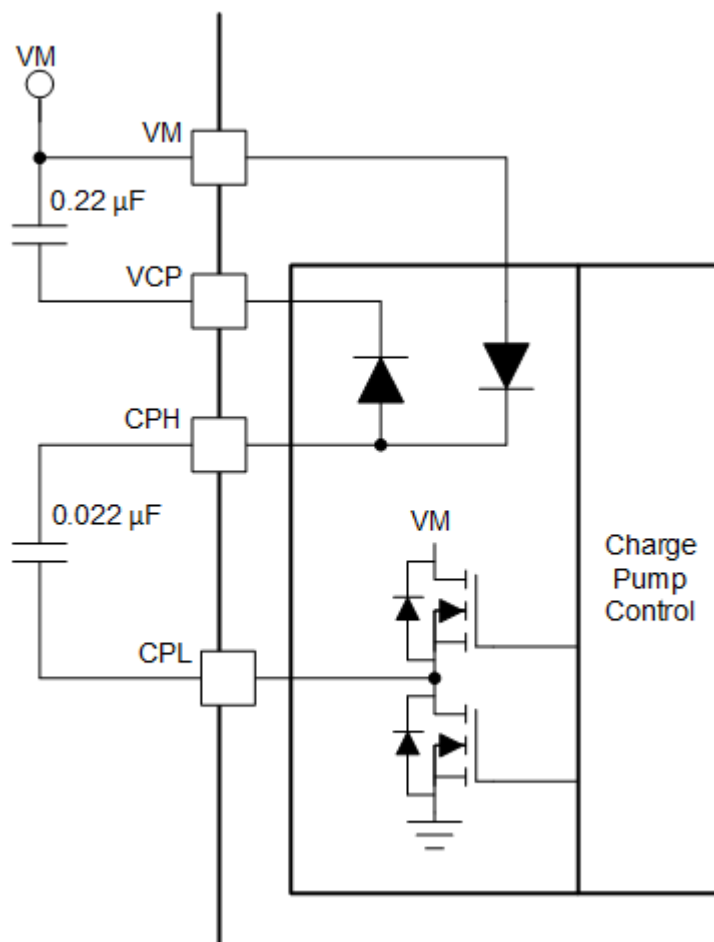 VM
VM
0.22 µF
VCP
CPH
0.022 µF
VM
Charge
Pump
Control
CPL